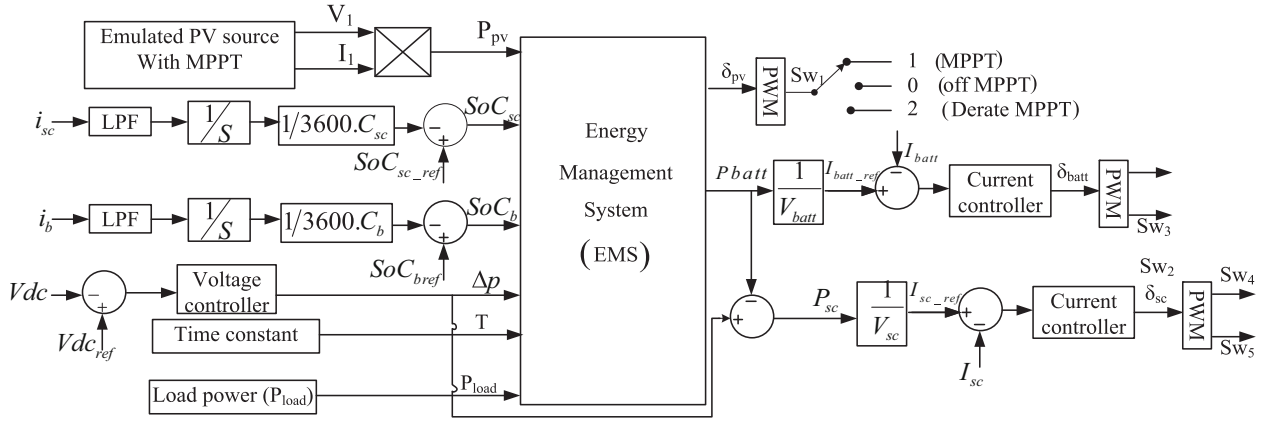 Emulated PV source
With MPPT
V1
I1
Ppv
isc
LPF
1/S
1/3600.Csc
−
+
SoCsc
SoCsc_ref
ib
LPF
1/S
1/3600.Cb
−
+
SoCb
SoCbref
Vdc
−
+
Vdcref
Voltage
controller
Δp
Time constant
T
Load power (Pload)
Pload
Energy
Management
System
(EMS)
δpv
PWM
Sw1
1 (MPPT)
0 (off MPPT)
2 (Derate MPPT)
Pbatt
1
Vbatt
Ibatt_ref
Ibatt
−
+
Current
controller
δbatt
PWM
Sw3
Sw2
−
+
Psc
1
Vsc
Isc_ref
+
−
Isc
Current
controller
δsc
PWM
Sw4
Sw5